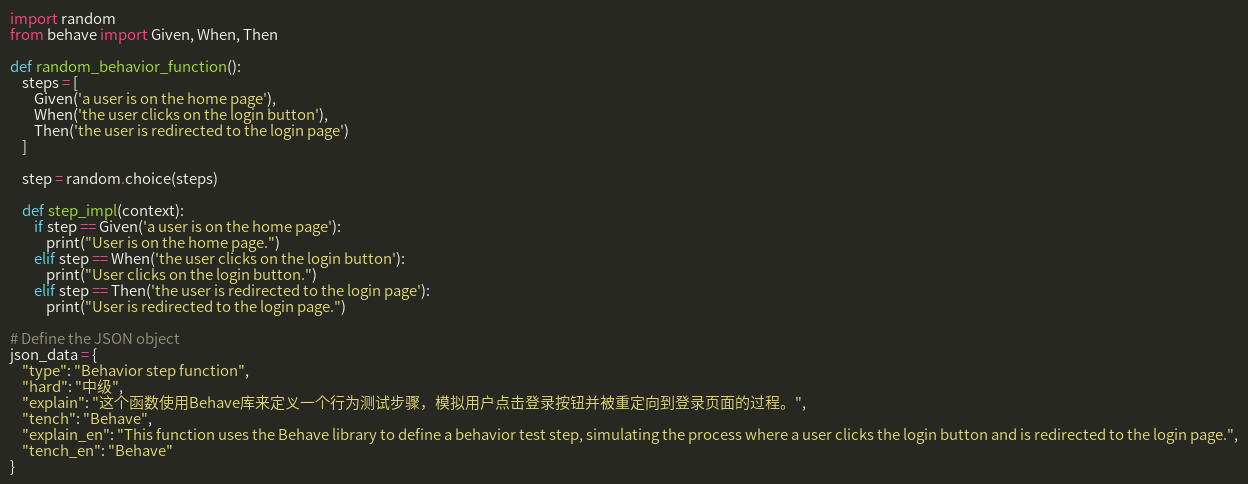 import random
from behave import Given, When, Then

def random_behavior_function():
    steps = [
        Given('a user is on the home page'),
        When('the user clicks on the login button'),
        Then('the user is redirected to the login page')
    ]

    step = random.choice(steps)

    def step_impl(context):
        if step == Given('a user is on the home page'):
            print("User is on the home page.")
        elif step == When('the user clicks on the login button'):
            print("User clicks on the login button.")
        elif step == Then('the user is redirected to the login page'):
            print("User is redirected to the login page.")

# Define the JSON object
json_data = {
    "type": "Behavior step function",
    "hard": "中级",
    "explain": "这个函数使用Behave库来定义一个行为测试步骤，模拟用户点击登录按钮并被重定向到登录页面的过程。",
    "tench": "Behave",
    "explain_en": "This function uses the Behave library to define a behavior test step, simulating the process where a user clicks the login button and is redirected to the login page.",
    "tench_en": "Behave"
}